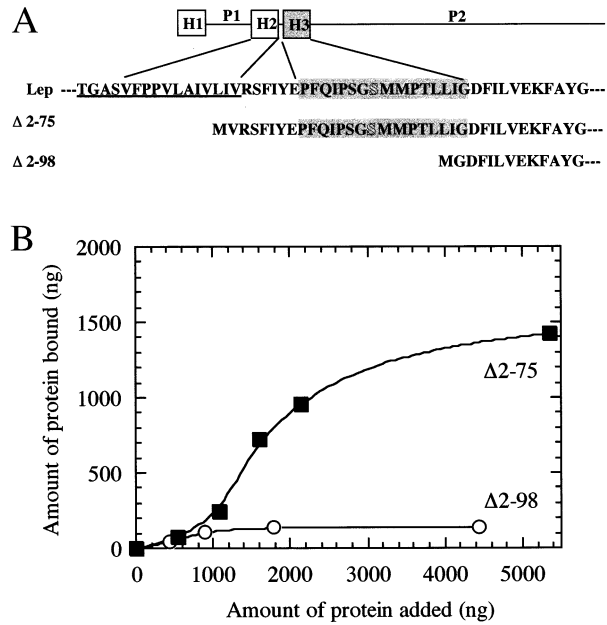 A
H1 P1 H2 H3 P2
Lep ---TGASVFPPVLAIVLIVRSFIYEPFQIPSGSMMPTLLIGDFILVEKFAYG---
Δ 2-75 MVRSFIYEPFQIPSGSMMPTLLIGDFILVEKFAYG---
Δ 2-98 MGDFILVEKFAYG---
B
Amount of protein bound (ng)
2000
1500
1000
500
0
Δ2-75
Δ2-98
0 1000 2000 3000 4000 5000
Amount of protein added (ng)